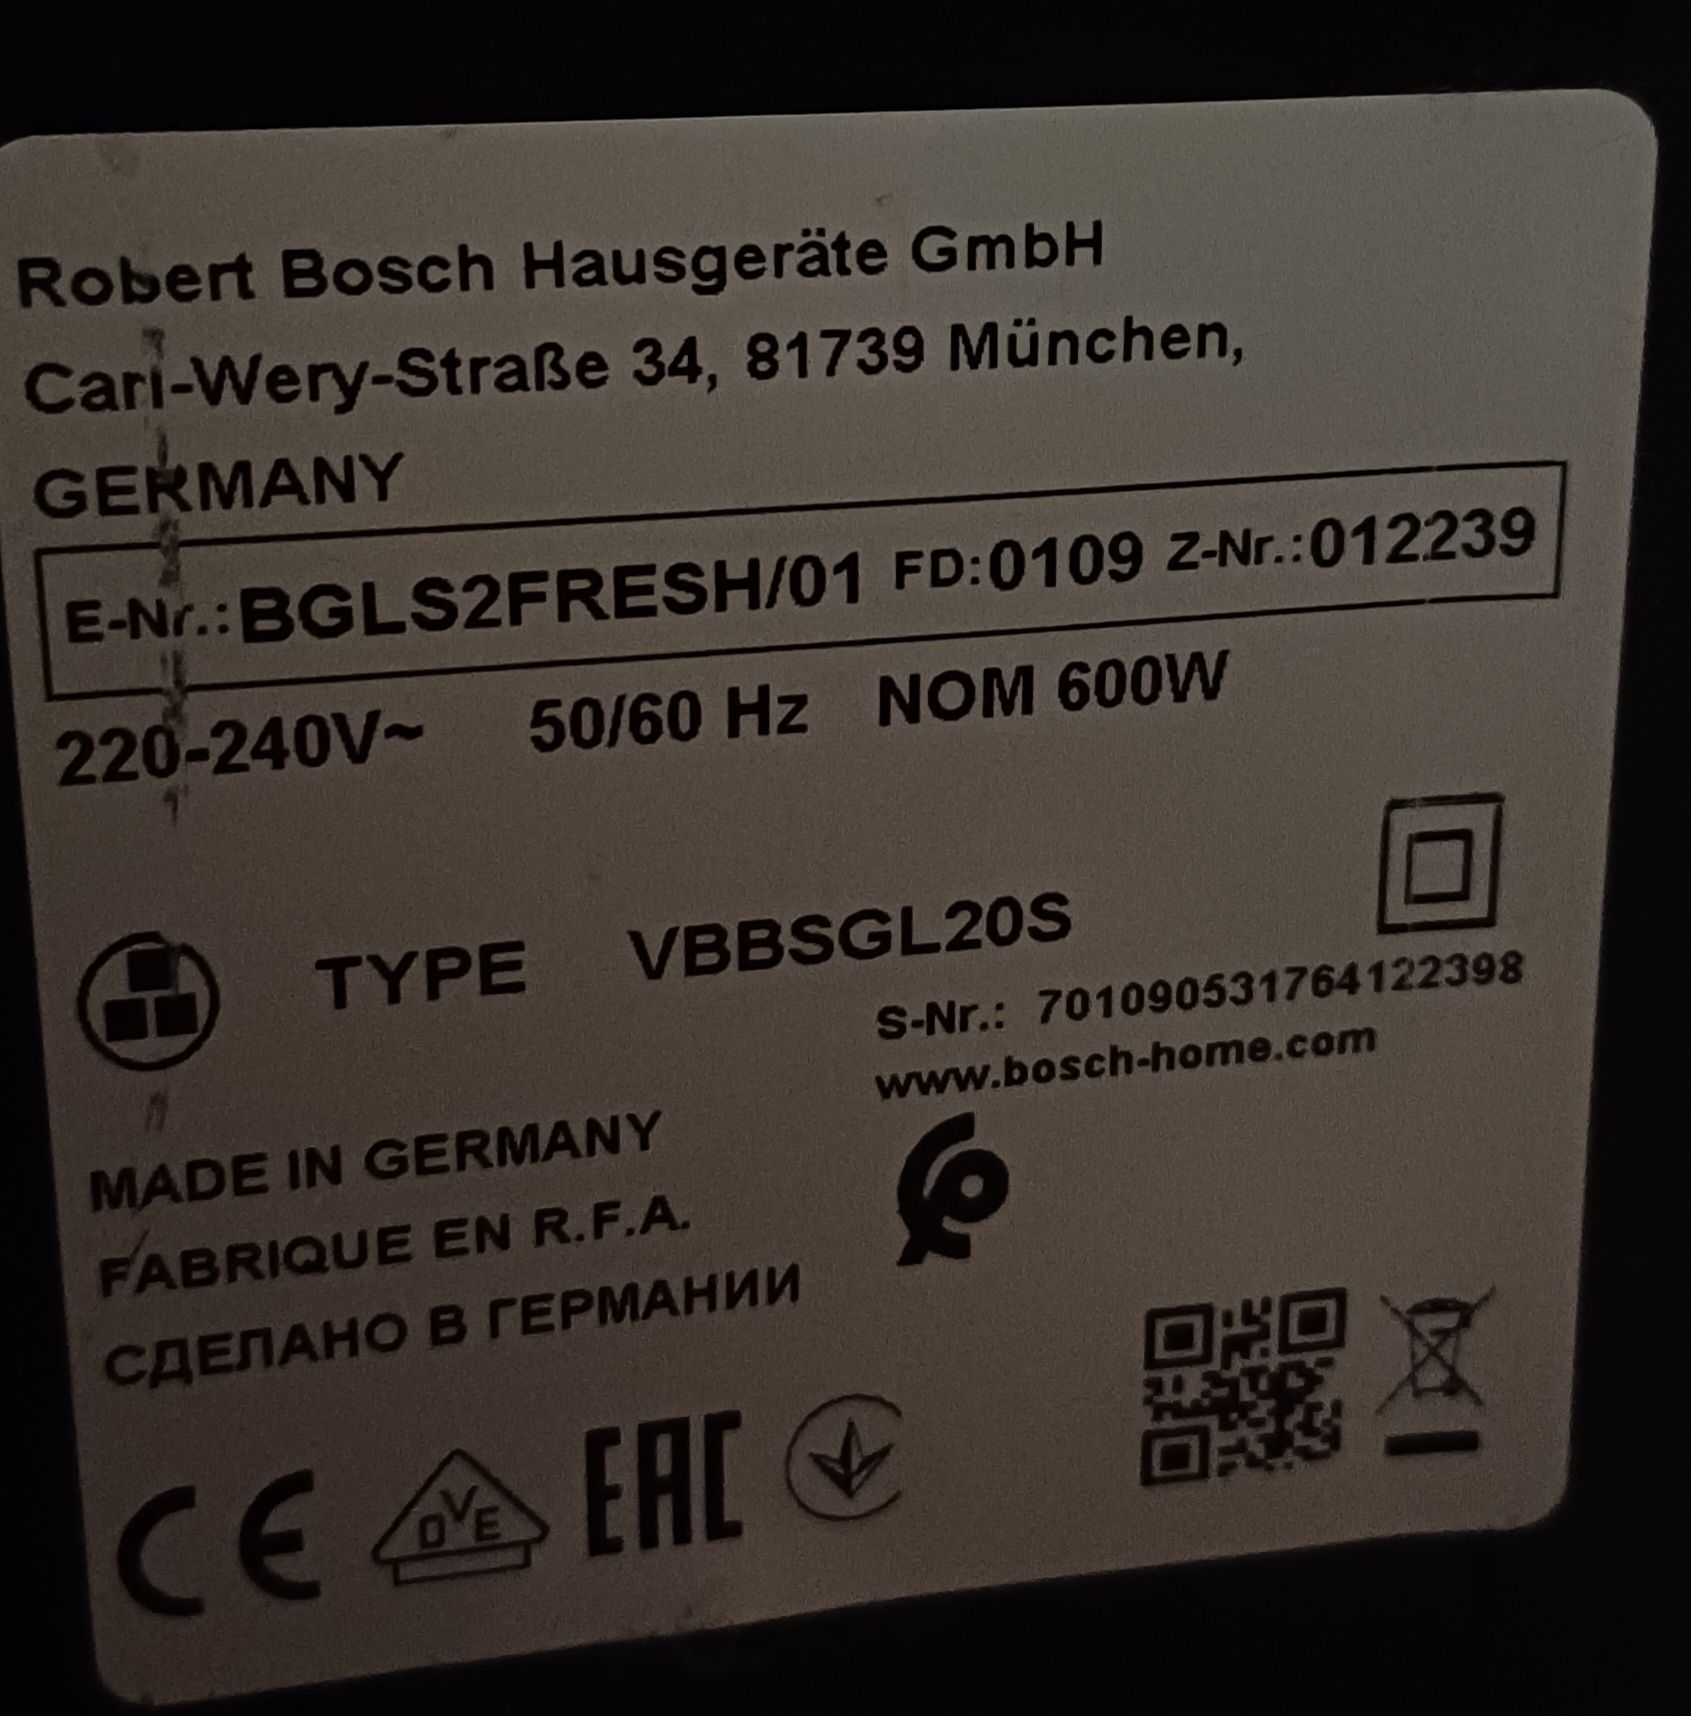 Robert Bosch Hausgeräte GmbH
Carl-Wery-Straße 34, 81739 München,
GERMANY
E-Nr.:BGLS2FRESH/01 FD:0109 Z-Nr.:012239
220-240V~ 50/60 Hz NOM 600W
TYPE VBBSGL20S
S-Nr.: 701090531764122398
www.bosch-home.com
MADE IN GERMANY
FABRIQUE EN R.F.A.
СДЕЛАНО В ГЕРМАНИИ
CE DVE EAC